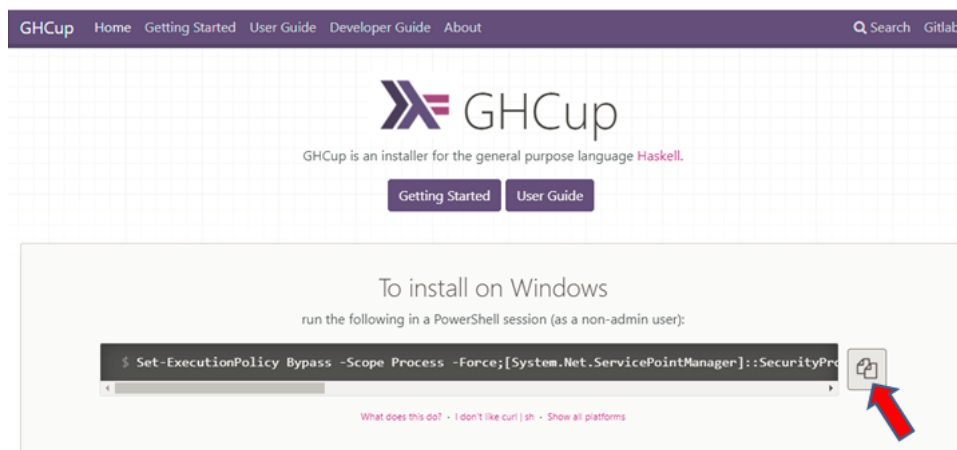 GHCup Home Getting Started User Guide Developer Guide About Search Gitlab
GHCup
GHCup is an installer for the general purpose language Haskell.
Getting Started User Guide
To install on Windows
run the following in a PowerShell session (as a non-admin user):
$ Set-ExecutionPolicy Bypass -Scope Process -Force;[System.Net.ServicePointManager]::SecurityPro
What does this do? · I don't like curl | sh · Show all platforms